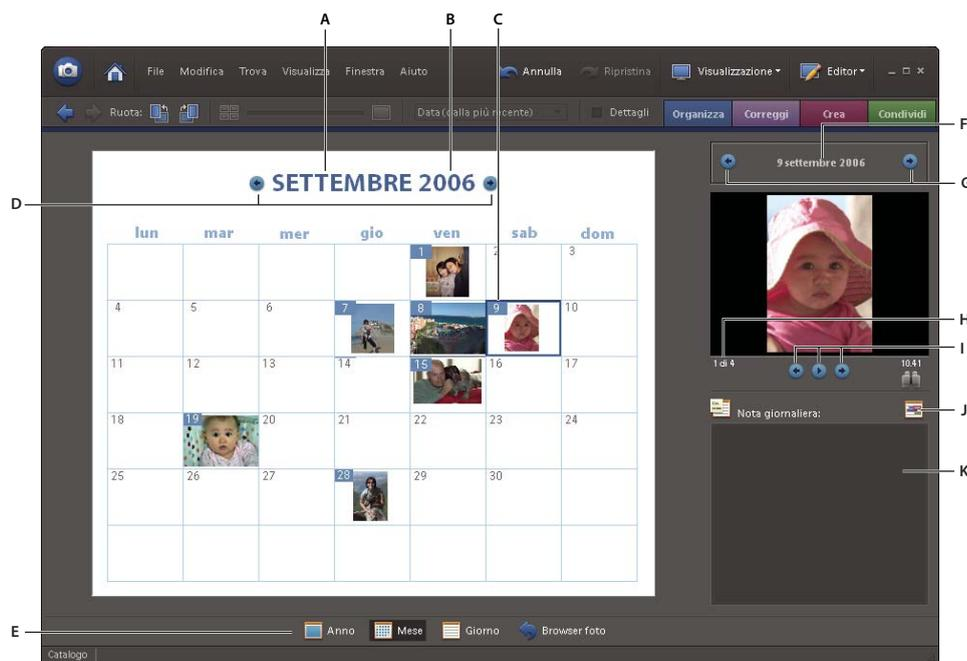 A B C
File Modifica Trova Visualizza Finestra Aiuto Annulla Ripristina Visualizzazione Editor
Ruota: Data (dalla più recente) Dettagli Organizza Correggi Crea Condividi
F
9 settembre 2006
G
SETTEMBRE 2006
D
lun mar mer gio ven sab dom
1 2 3
4 5 6 7 8 9 10
H
I
1 di 4 10.41
11 12 13 14 15 16 17
J
Nota giornaliera:
18 19 20 21 22 23 24
K
25 26 27 28 29 30
E
Anno Mese Giorno Browser foto
Catalogo